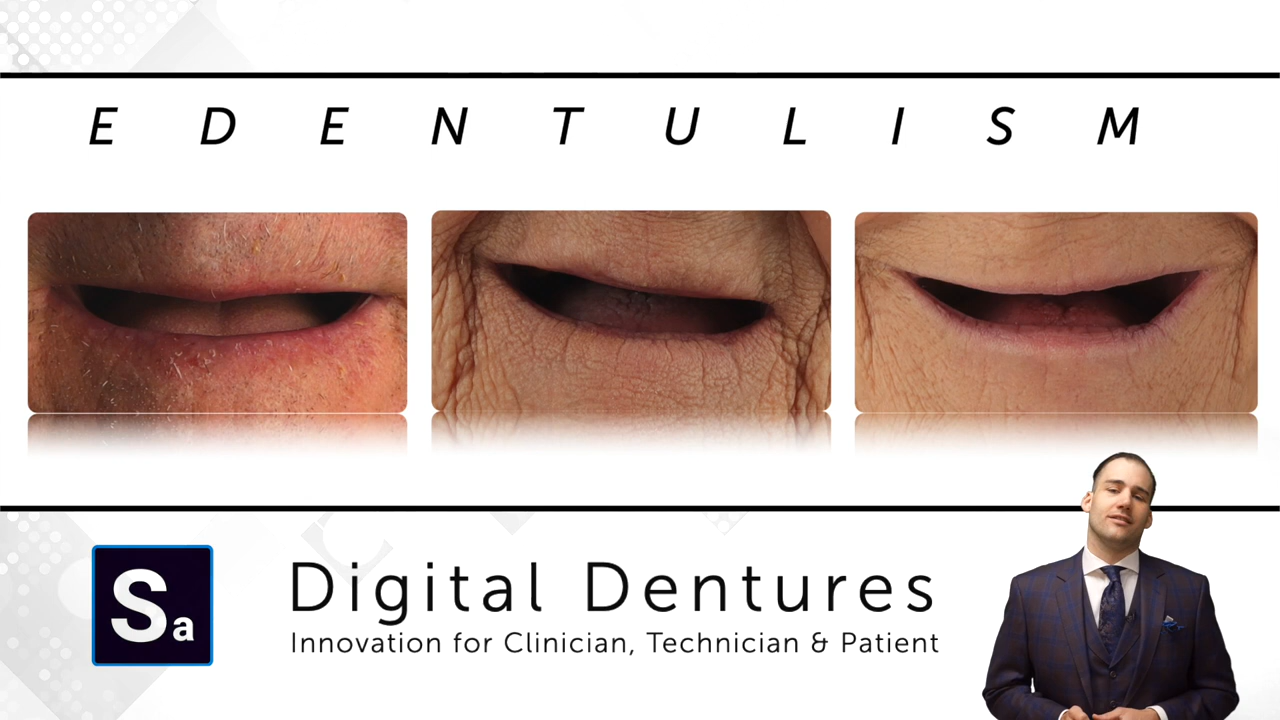 E D E N T U L I S M
Sa
Digital Dentures
Innovation for Clinician, Technician & Patient